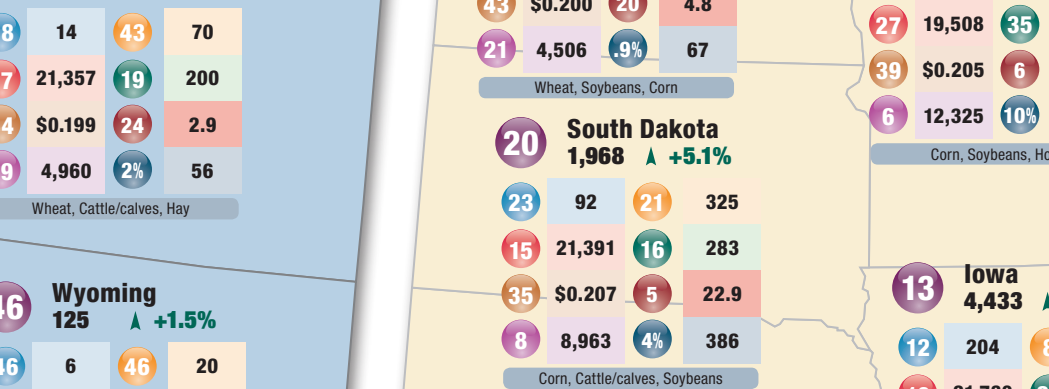 8 14 43 70
7 21,357 19 200
4 $0.199 24 2.9
9 4,960 2% 56
Wheat, Cattle/calves, Hay
46 Wyoming
125 +1.5%
46 6 46 20
43 $0.200 20 4.8
21 4,506 .9% 67
Wheat, Soybeans, Corn
20 South Dakota
1,968 +5.1%
23 92 21 325
15 21,391 16 283
35 $0.207 5 22.9
8 8,963 4% 386
Corn, Cattle/calves, Soybeans
27 19,508 35
39 $0.205 6
6 12,325 10%
Corn, Soybeans, Ho
13 Iowa
4,433
12 204 8